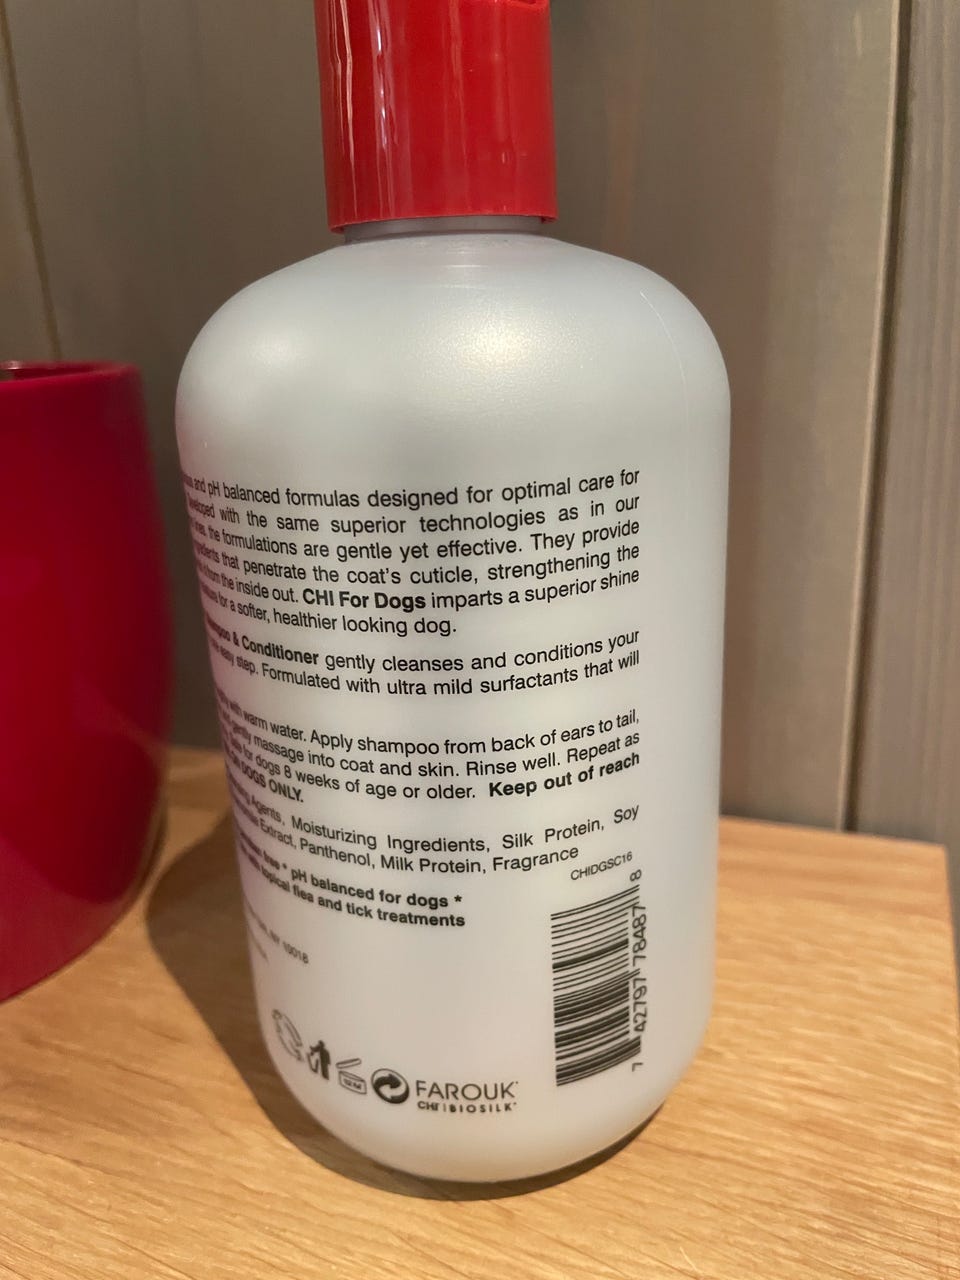 and pH balanced formulas designed for optimal care for
Developed with the same superior technologies as in our
the formulations are gentle yet effective. They provide
that penetrate the coat's cuticle, strengthening the
from the inside out. CHI For Dogs imparts a superior shine
for a softer, healthier looking dog.
& Conditioner gently cleanses and conditions your
easy step. Formulated with ultra mild surfactants that will
with warm water. Apply shampoo from back of ears to tail,
and gently massage into coat and skin. Rinse well. Repeat as
for dogs 8 weeks of age or older. Keep out of reach
ON DOGS ONLY.
Agents, Moisturizing Ingredients, Silk Protein, Soy
Extract, Panthenol, Milk Protein, Fragrance
CHIDGSC16
free * pH balanced for dogs *
topical flea and tick treatments
NY 10018
7 42797 78487 8
FAROUK
CHI | BIOSILK